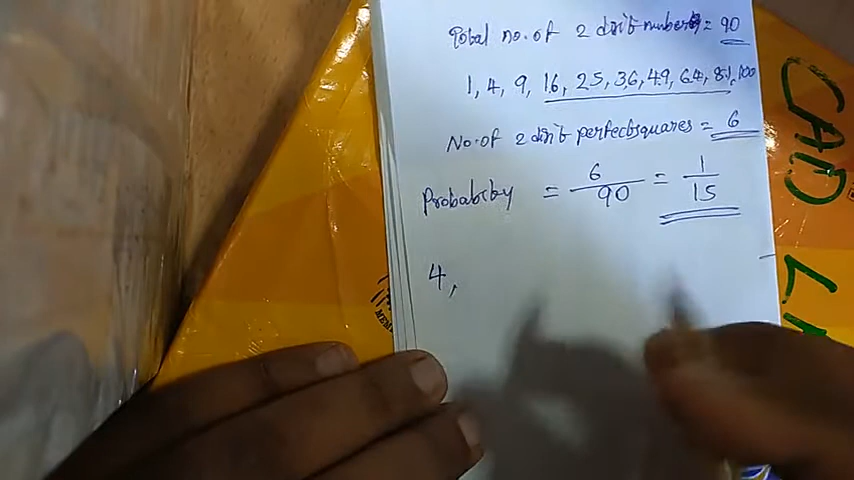 Total no. of 2 digit numbers = 90
1, 4, 9, 16, 25, 36, 49, 64, 81, 100
No. of 2 digit perfect squares = 6
Probability = 6/90 = 1/15
4,
CAD